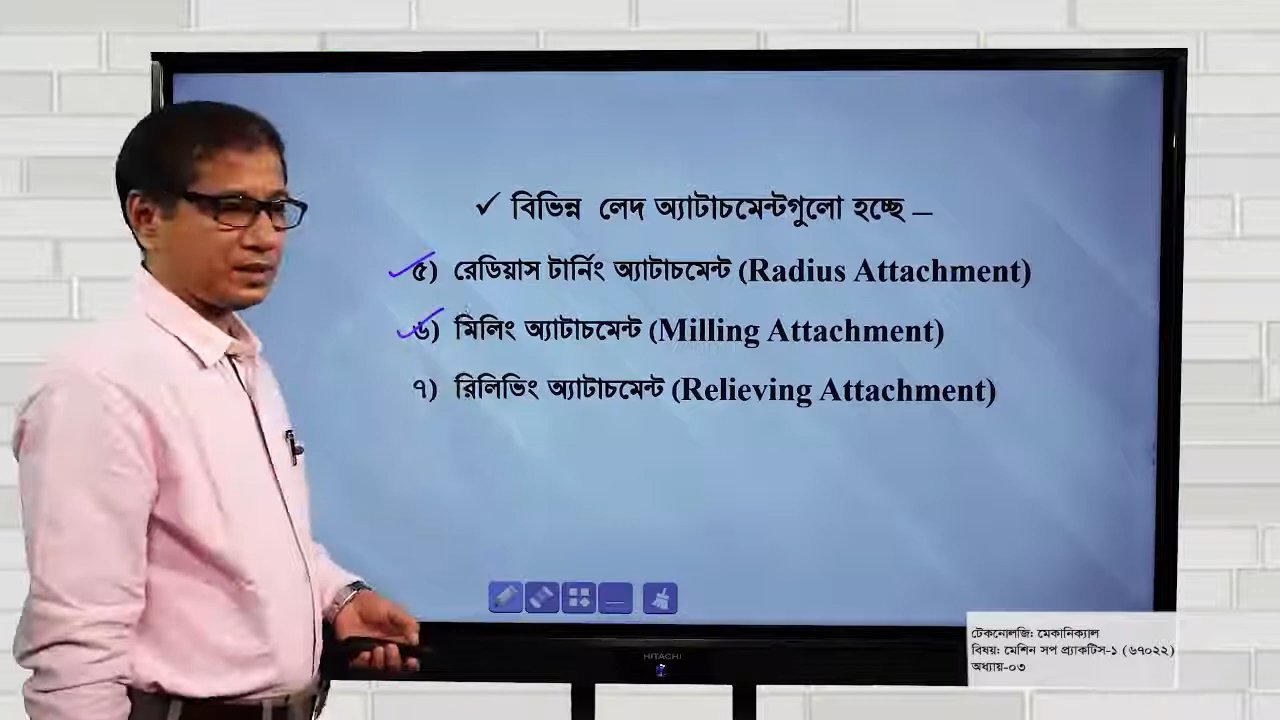 ✓ বিভিন্ন লেদ অ্যাটাচমেন্টগুলো হচ্ছে –
৫) রেডিয়াস টার্নিং অ্যাটাচমেন্ট (Radius Attachment)
৬) মিলিং অ্যাটাচমেন্ট (Milling Attachment)
৭) রিলিভিং অ্যাটাচমেন্ট (Relieving Attachment)
HITACHI
টেকনোলজি: মেকানিক্যাল
বিষয়: মেশিন সপ প্র্যাকটিস-১ (৬৭০২২)
অধ্যায়-০৩